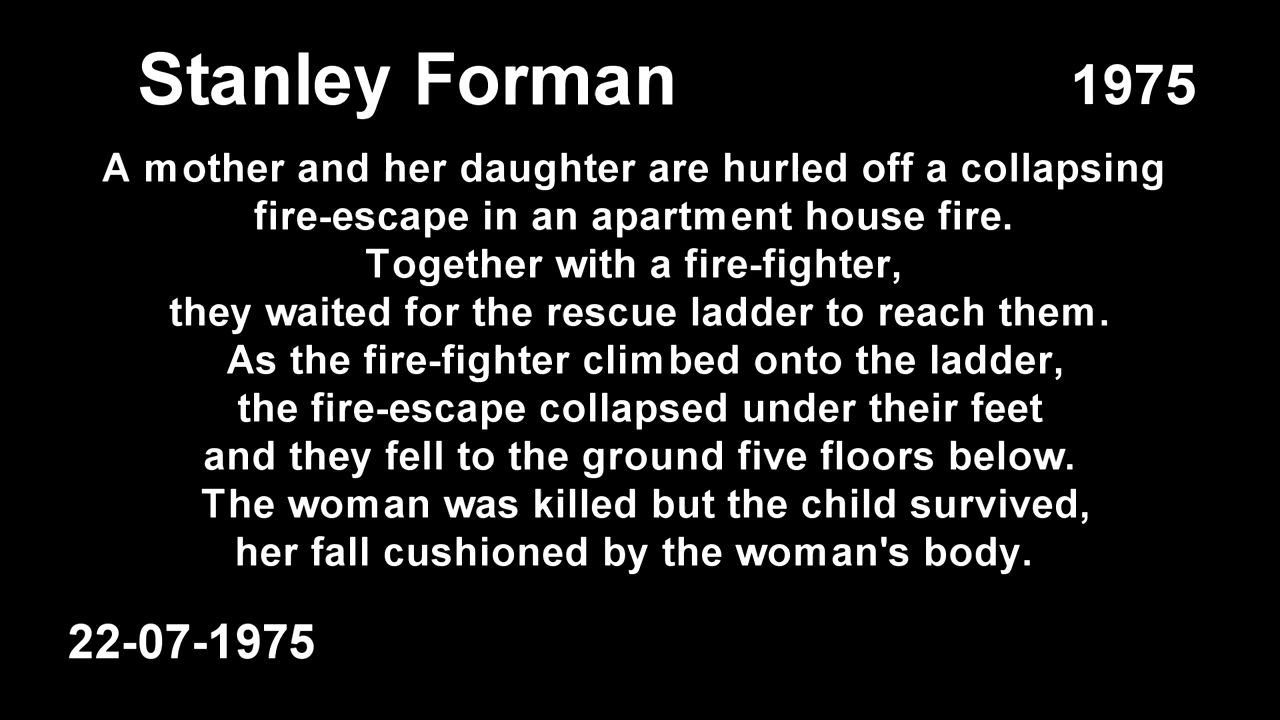 Stanley Forman 1975
A mother and her daughter are hurled off a collapsing
fire-escape in an apartment house fire.
Together with a fire-fighter,
they waited for the rescue ladder to reach them.
As the fire-fighter climbed onto the ladder,
the fire-escape collapsed under their feet
and they fell to the ground five floors below.
The woman was killed but the child survived,
her fall cushioned by the woman's body.
22-07-1975